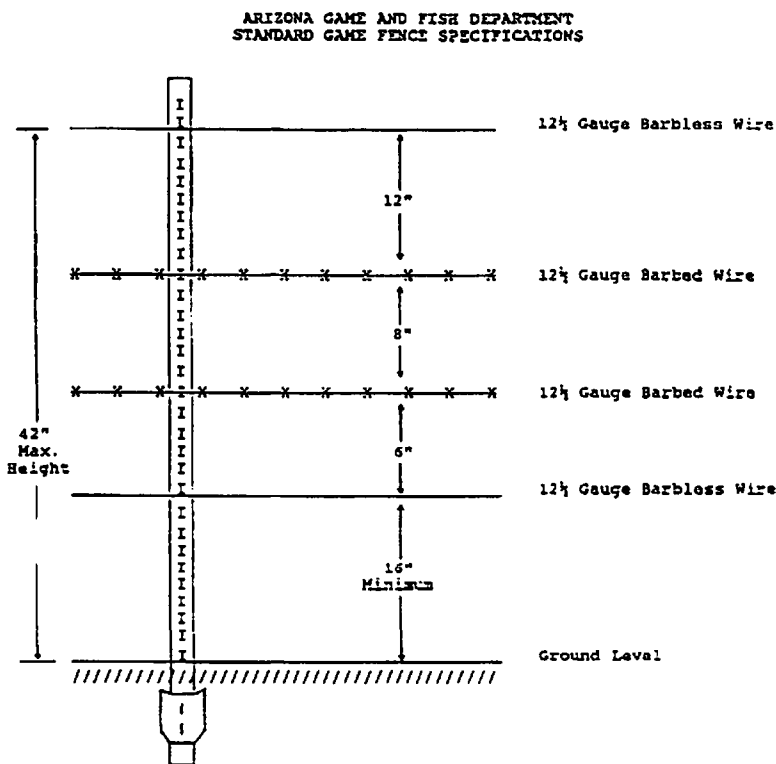 ARIZONA GAME AND FISH DEPARTMENT
STANDARD GAME FENCE SPECIFICATIONS
12½ Gauge Barbless Wire
12"
12½ Gauge Barbed Wire
8"
12½ Gauge Barbed Wire
42"
Max.
Height
6"
12½ Gauge Barbless Wire
16"
Minimum
Ground Level